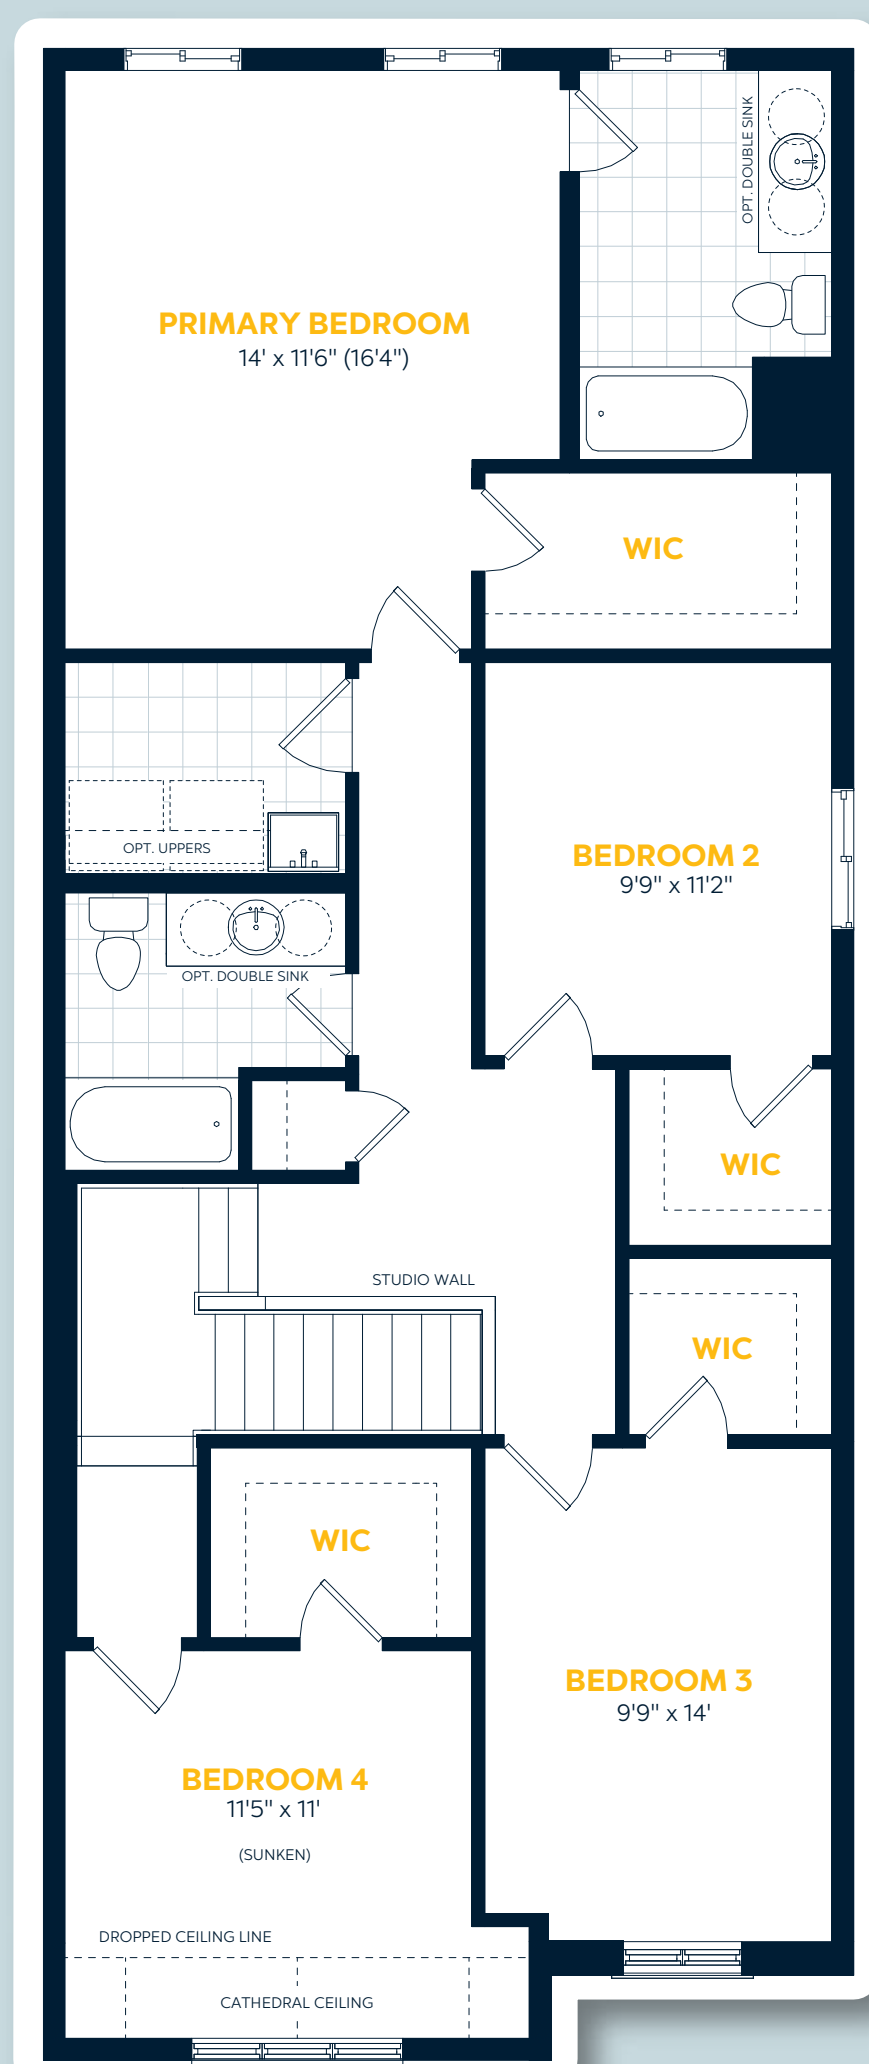 OPT. DOUBLE SINK
PRIMARY BEDROOM
14' x 11'6" (16'4")
WIC
OPT. UPPERS
BEDROOM 2
9'9" x 11'2"
OPT. DOUBLE SINK
WIC
STUDIO WALL
WIC
WIC
BEDROOM 3
9'9" x 14'
BEDROOM 4
11'5" x 11'
(SUNKEN)
DROPPED CEILING LINE
CATHEDRAL CEILING